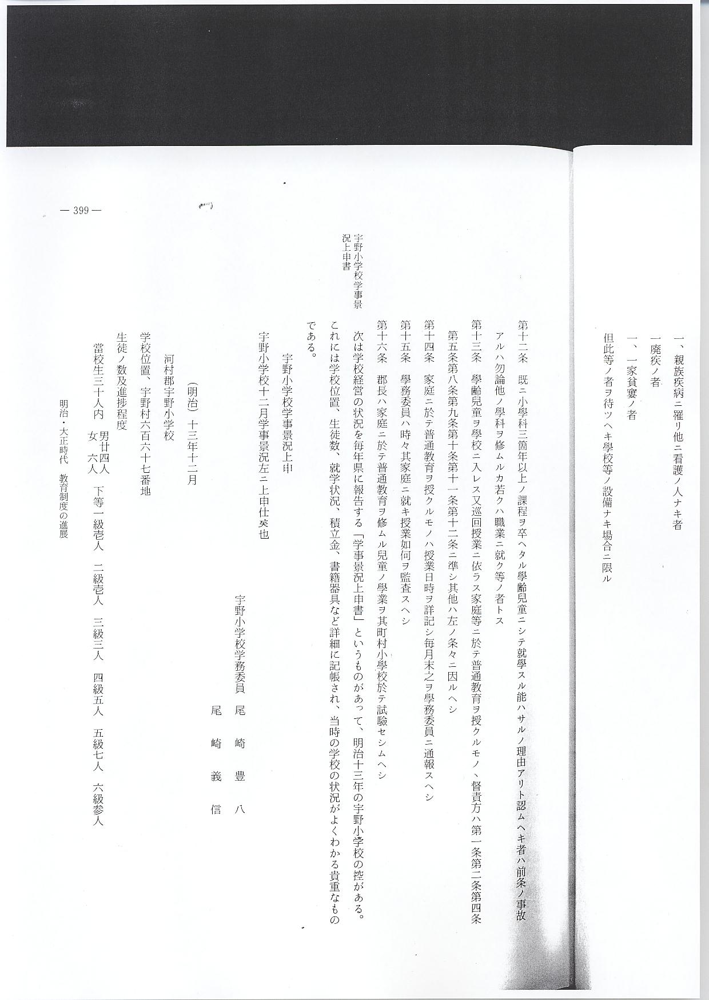 一、親族疾病ニ罹リ他ニ看護ノ人ナキ者
一廃疾ノ者
一、一家貧窶ノ者
但此等ノ者ヲ待ツヘキ學校等ノ設備ナキ場合ニ限ル
第十二条　既ニ小學科三箇年以上ノ課程ヲ卒ヘタル學齢兒童ニシテ就學スル能ハサルノ理由アリト認ムヘキ者ハ前条ノ事故
アルハ勿論他ノ學科ヲ修ムルカ若クハ職業ニ就ク等ノ者トス
第十三条　學齢兒童ヲ學校ニ入レス又巡回授業ニ依ラス家庭等ニ於テ普通教育ヲ授クルモノヽ督責方ハ第一条第二条第四条
第五条第八条第九条第十条第十一条第十二条ニ準シ其他ハ左ノ条々ニ因ルヘシ
第十四条　家庭ニ於テ普通教育ヲ授クルモノハ授業日時ヲ詳記シ毎月末之ヲ學務委員ニ通報スヘシ
第十五条　學務委員ハ時々其家庭ニ就キ授業如何ヲ監査スヘシ
第十六条　郡長ハ家庭ニ於テ普通教育ヲ修ムル兒童ノ學業ヲ其町村小學校於テ試驗セシムヘシ
宇野小学校学事景
況上申書
次は学校経営の状況を毎年県に報告する「学事景況上申書」というものがあって、明治十三年の宇野小学校の控がある。
これには学校位置、生徒数、就学状況、積立金、書籍器具など詳細に記帳され、当時の学校の状況がよくわかる貴重なもの
である。
宇野小学校学事景況上申
宇野小学校十二月学事景況左ニ上申仕矦也
宇野小学校学務委員　尾　崎　豊　八
尾　崎　義　信
（明治）十三年十二月
河村郡宇野小学校
学校位置、宇野村六百六十七番地
生徒ノ数及進捗程度
當校生三十人内　男廿四人　女　六人　下等一級壱人　二級壱人　三級三人　四級五人　五級七人　六級参人
明治・大正時代　教育制度の進展
— 399 —